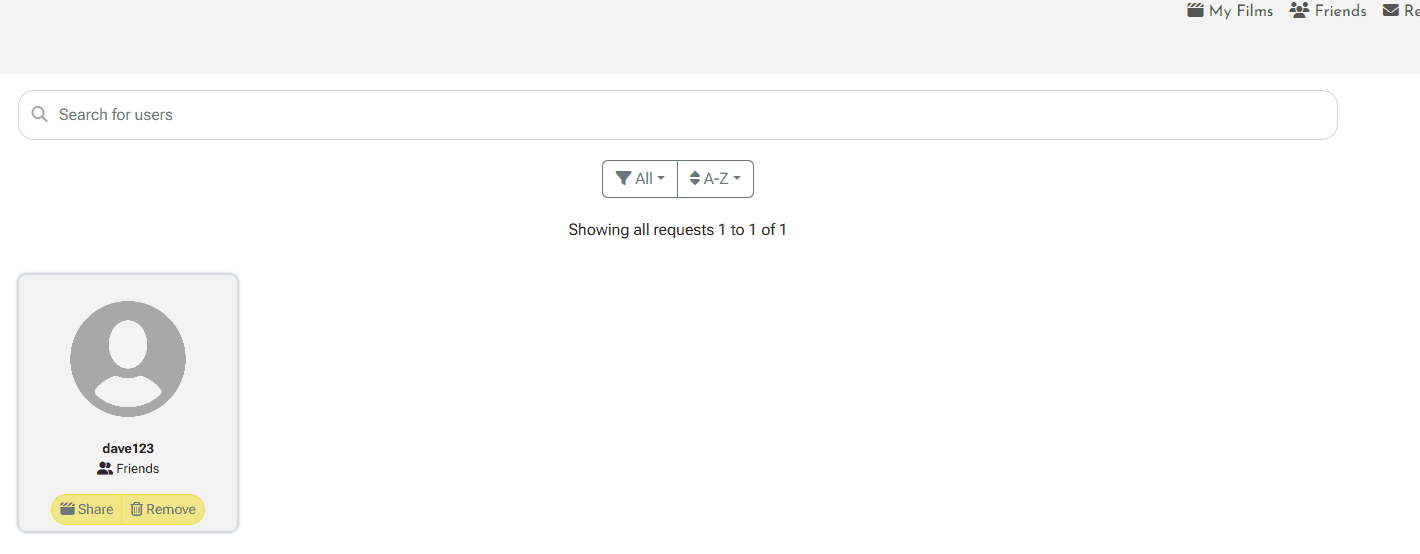 My Films Friends Re
Search for users
All A-Z
Showing all requests 1 to 1 of 1
dave123
Friends
Share Remove